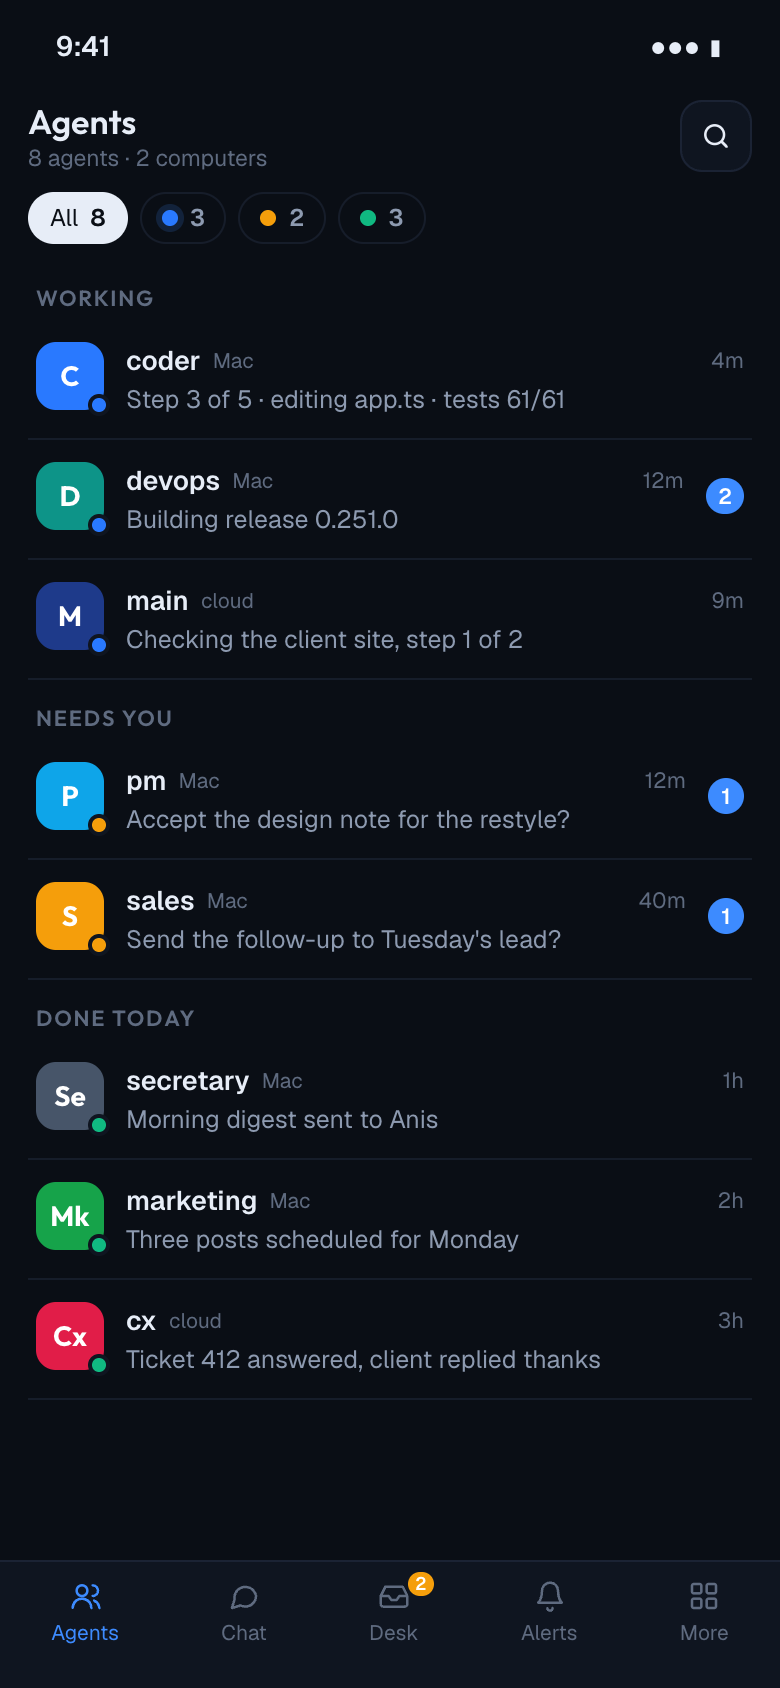 9:41
Agents
8 agents · 2 computers
All 8
3
2
3
WORKING
C
coder Mac 4m
Step 3 of 5 · editing app.ts · tests 61/61
D
devops Mac 12m
2
Building release 0.251.0
M
main cloud 9m
Checking the client site, step 1 of 2
NEEDS YOU
P
pm Mac 12m
1
Accept the design note for the restyle?
S
sales Mac 40m
1
Send the follow-up to Tuesday's lead?
DONE TODAY
Se
secretary Mac 1h
Morning digest sent to Anis
Mk
marketing Mac 2h
Three posts scheduled for Monday
Cx
cx cloud 3h
Ticket 412 answered, client replied thanks
2
Agents Chat Desk Alerts More